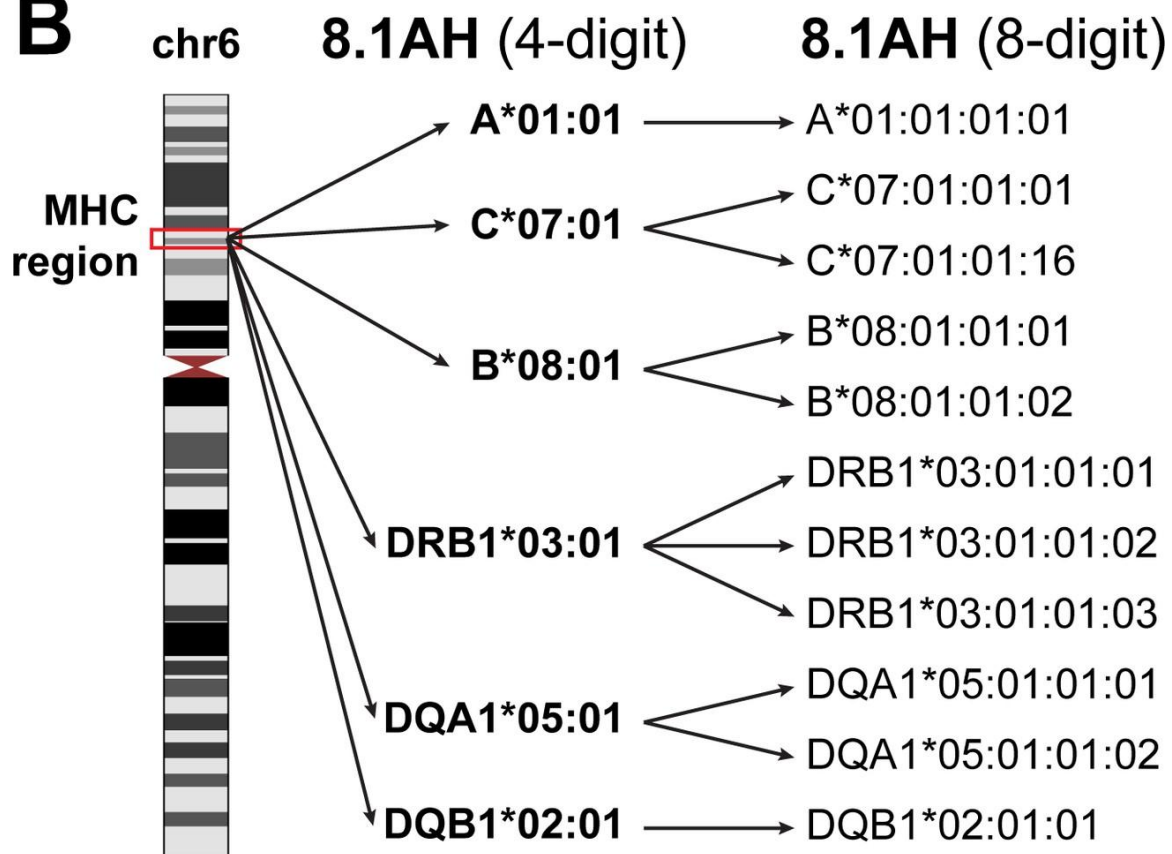 B
chr6 8.1AH (4-digit) 8.1AH (8-digit)
MHC
region
A*01:01
C*07:01
B*08:01
DRB1*03:01
DQA1*05:01
DQB1*02:01
A*01:01:01:01
C*07:01:01:01
C*07:01:01:16
B*08:01:01:01
B*08:01:01:02
DRB1*03:01:01:01
DRB1*03:01:01:02
DRB1*03:01:01:03
DQA1*05:01:01:01
DQA1*05:01:01:02
DQB1*02:01:01